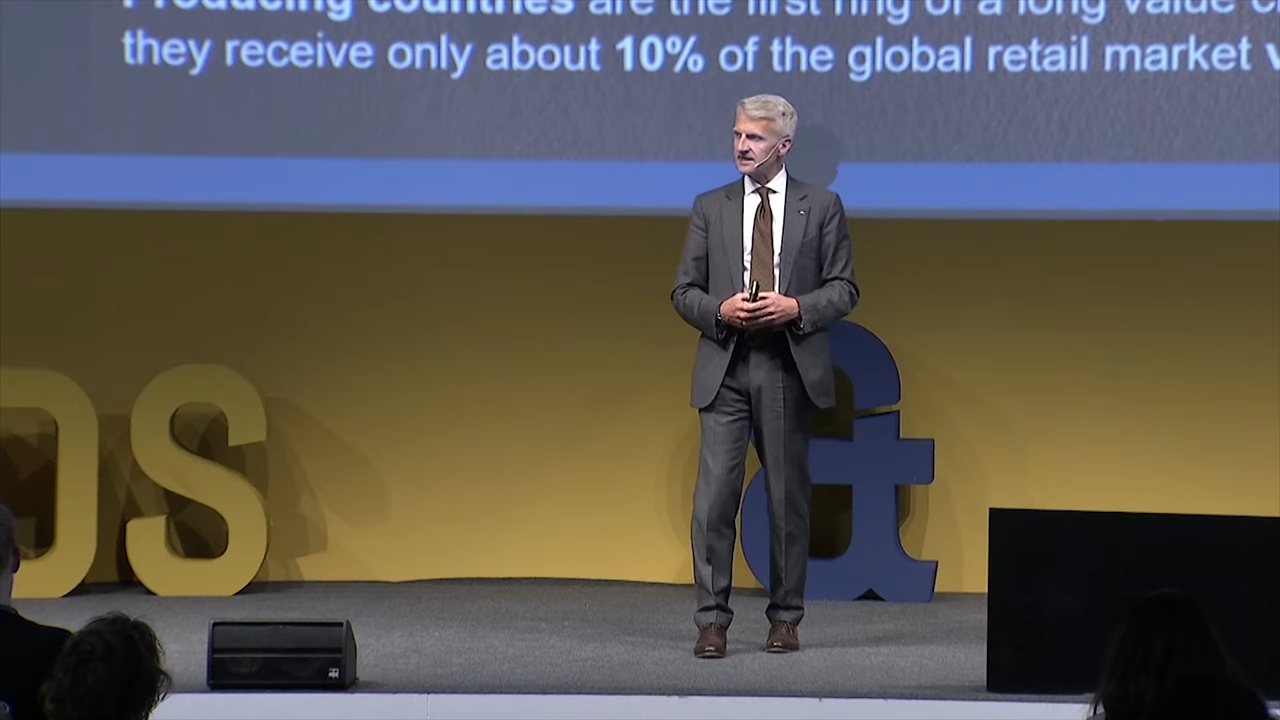 Producing countries are the first ring of a long value
they receive only about 10% of the global retail market
OS
&